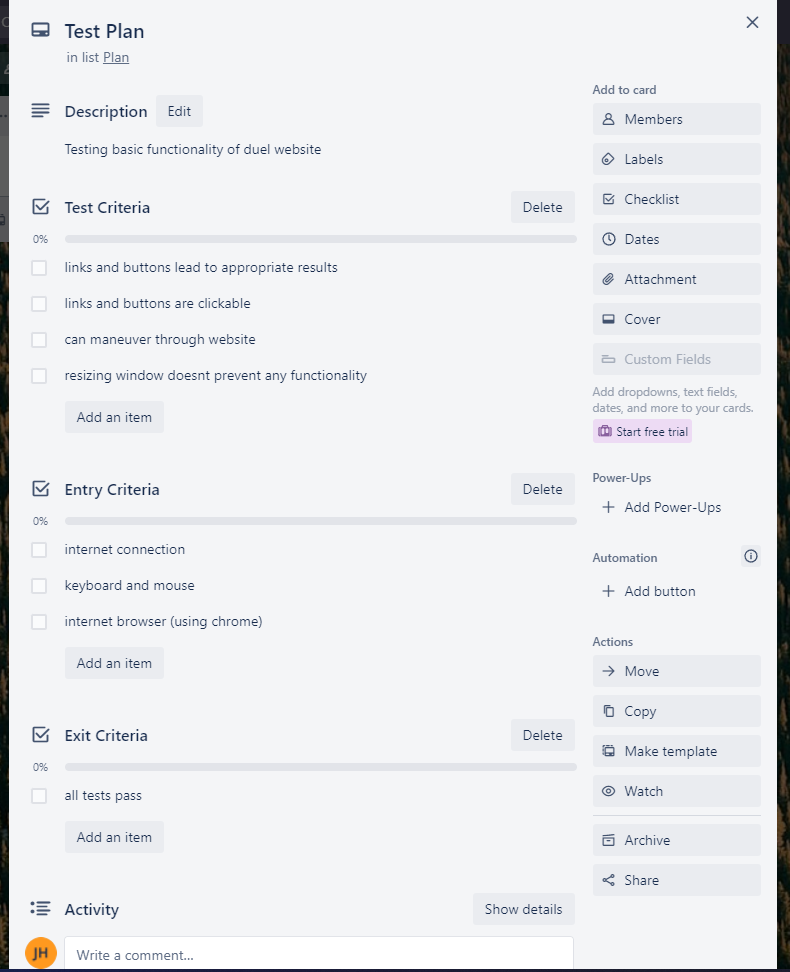 Test Plan
in list Plan
Description Edit
Testing basic functionality of duel website
Test Criteria Delete
0%
links and buttons lead to appropriate results
links and buttons are clickable
can maneuver through website
resizing window doesnt prevent any functionality
Add an item
Entry Criteria Delete
0%
internet connection
keyboard and mouse
internet browser (using chrome)
Add an item
Exit Criteria Delete
0%
all tests pass
Add an item
Activity Show details
JH
Write a comment...
Add to card
Members
Labels
Checklist
Dates
Attachment
Cover
Custom Fields
Add dropdowns, text fields,
dates, and more to your cards.
Start free trial
Power-Ups
+ Add Power-Ups
Automation
+ Add button
Actions
Move
Copy
Make template
Watch
Archive
Share